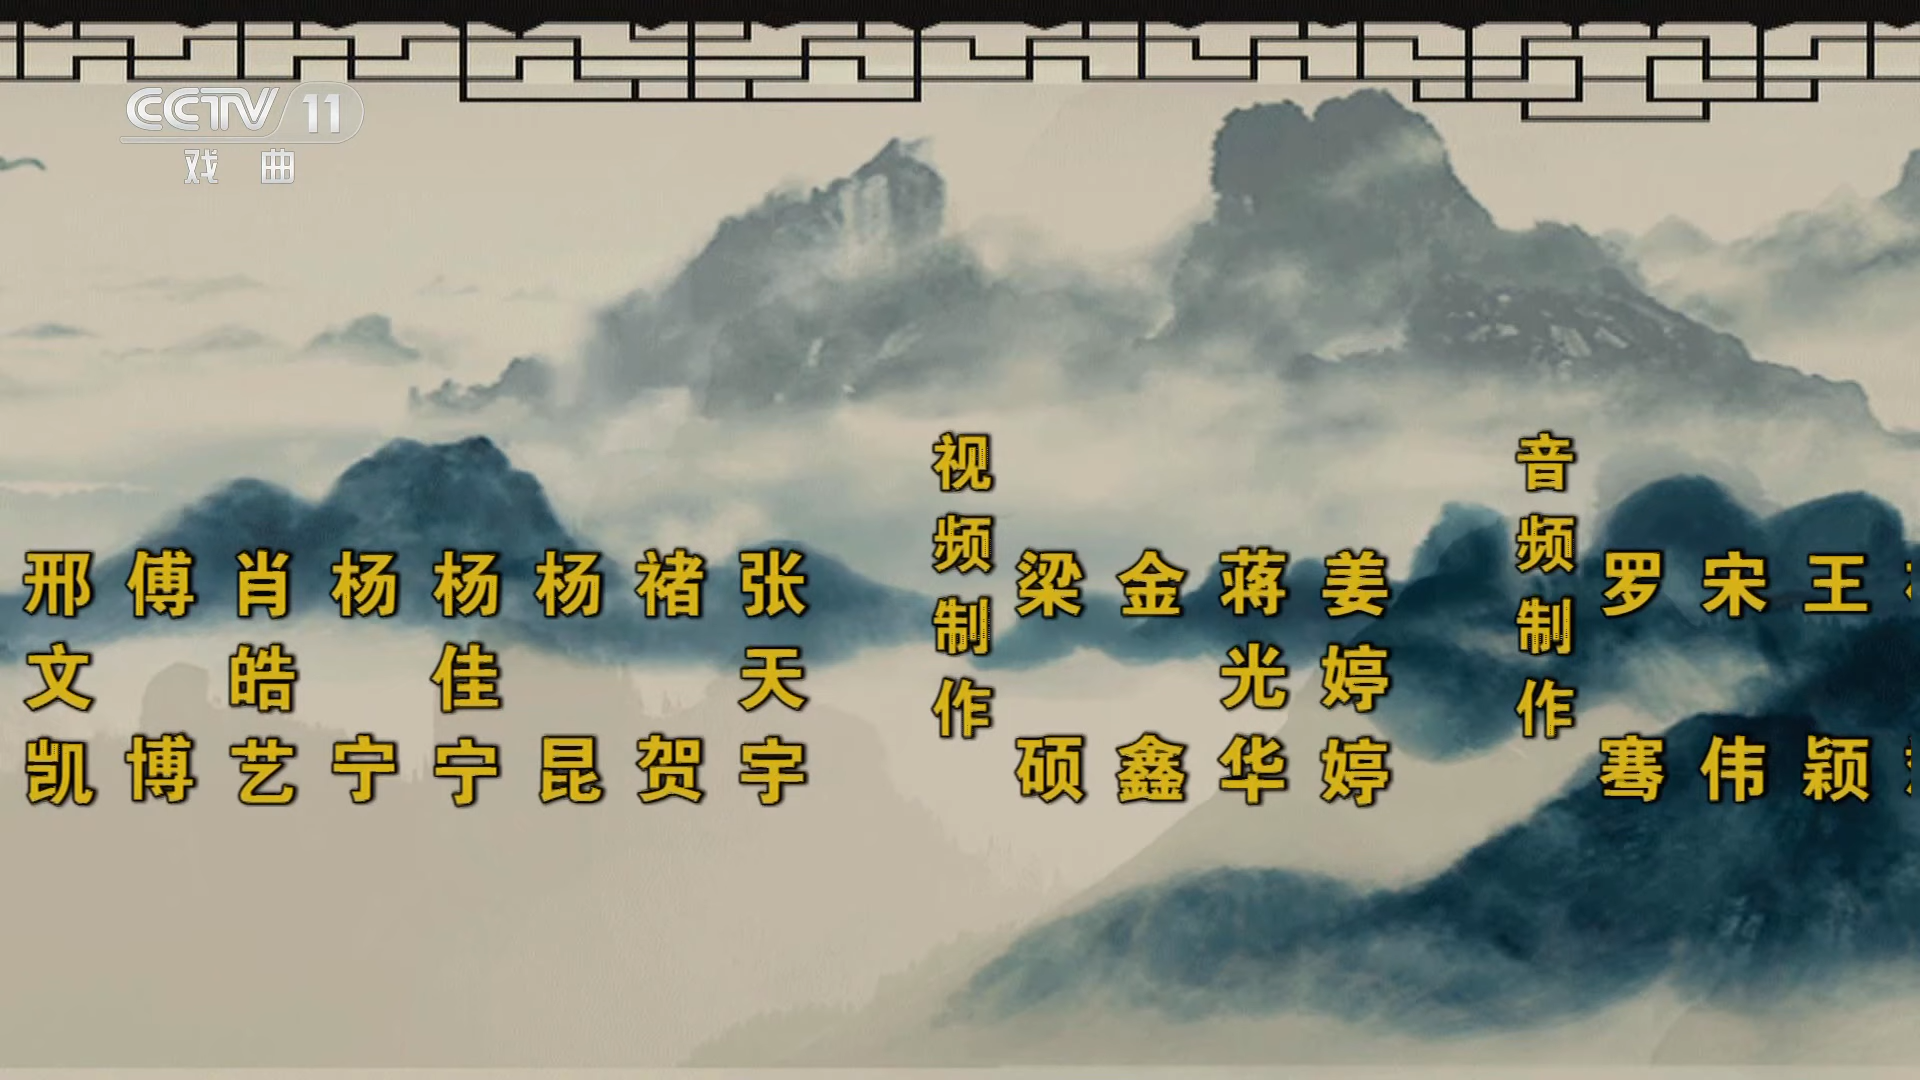 CCTV 11
戏曲
邢文凯
傅博
肖皓艺
杨宁
杨佳宁
杨昆
褚贺
张天宇
视频制作
梁硕
金鑫
蒋光华
姜婷婷
音频制作
罗骞
宋伟
王颖